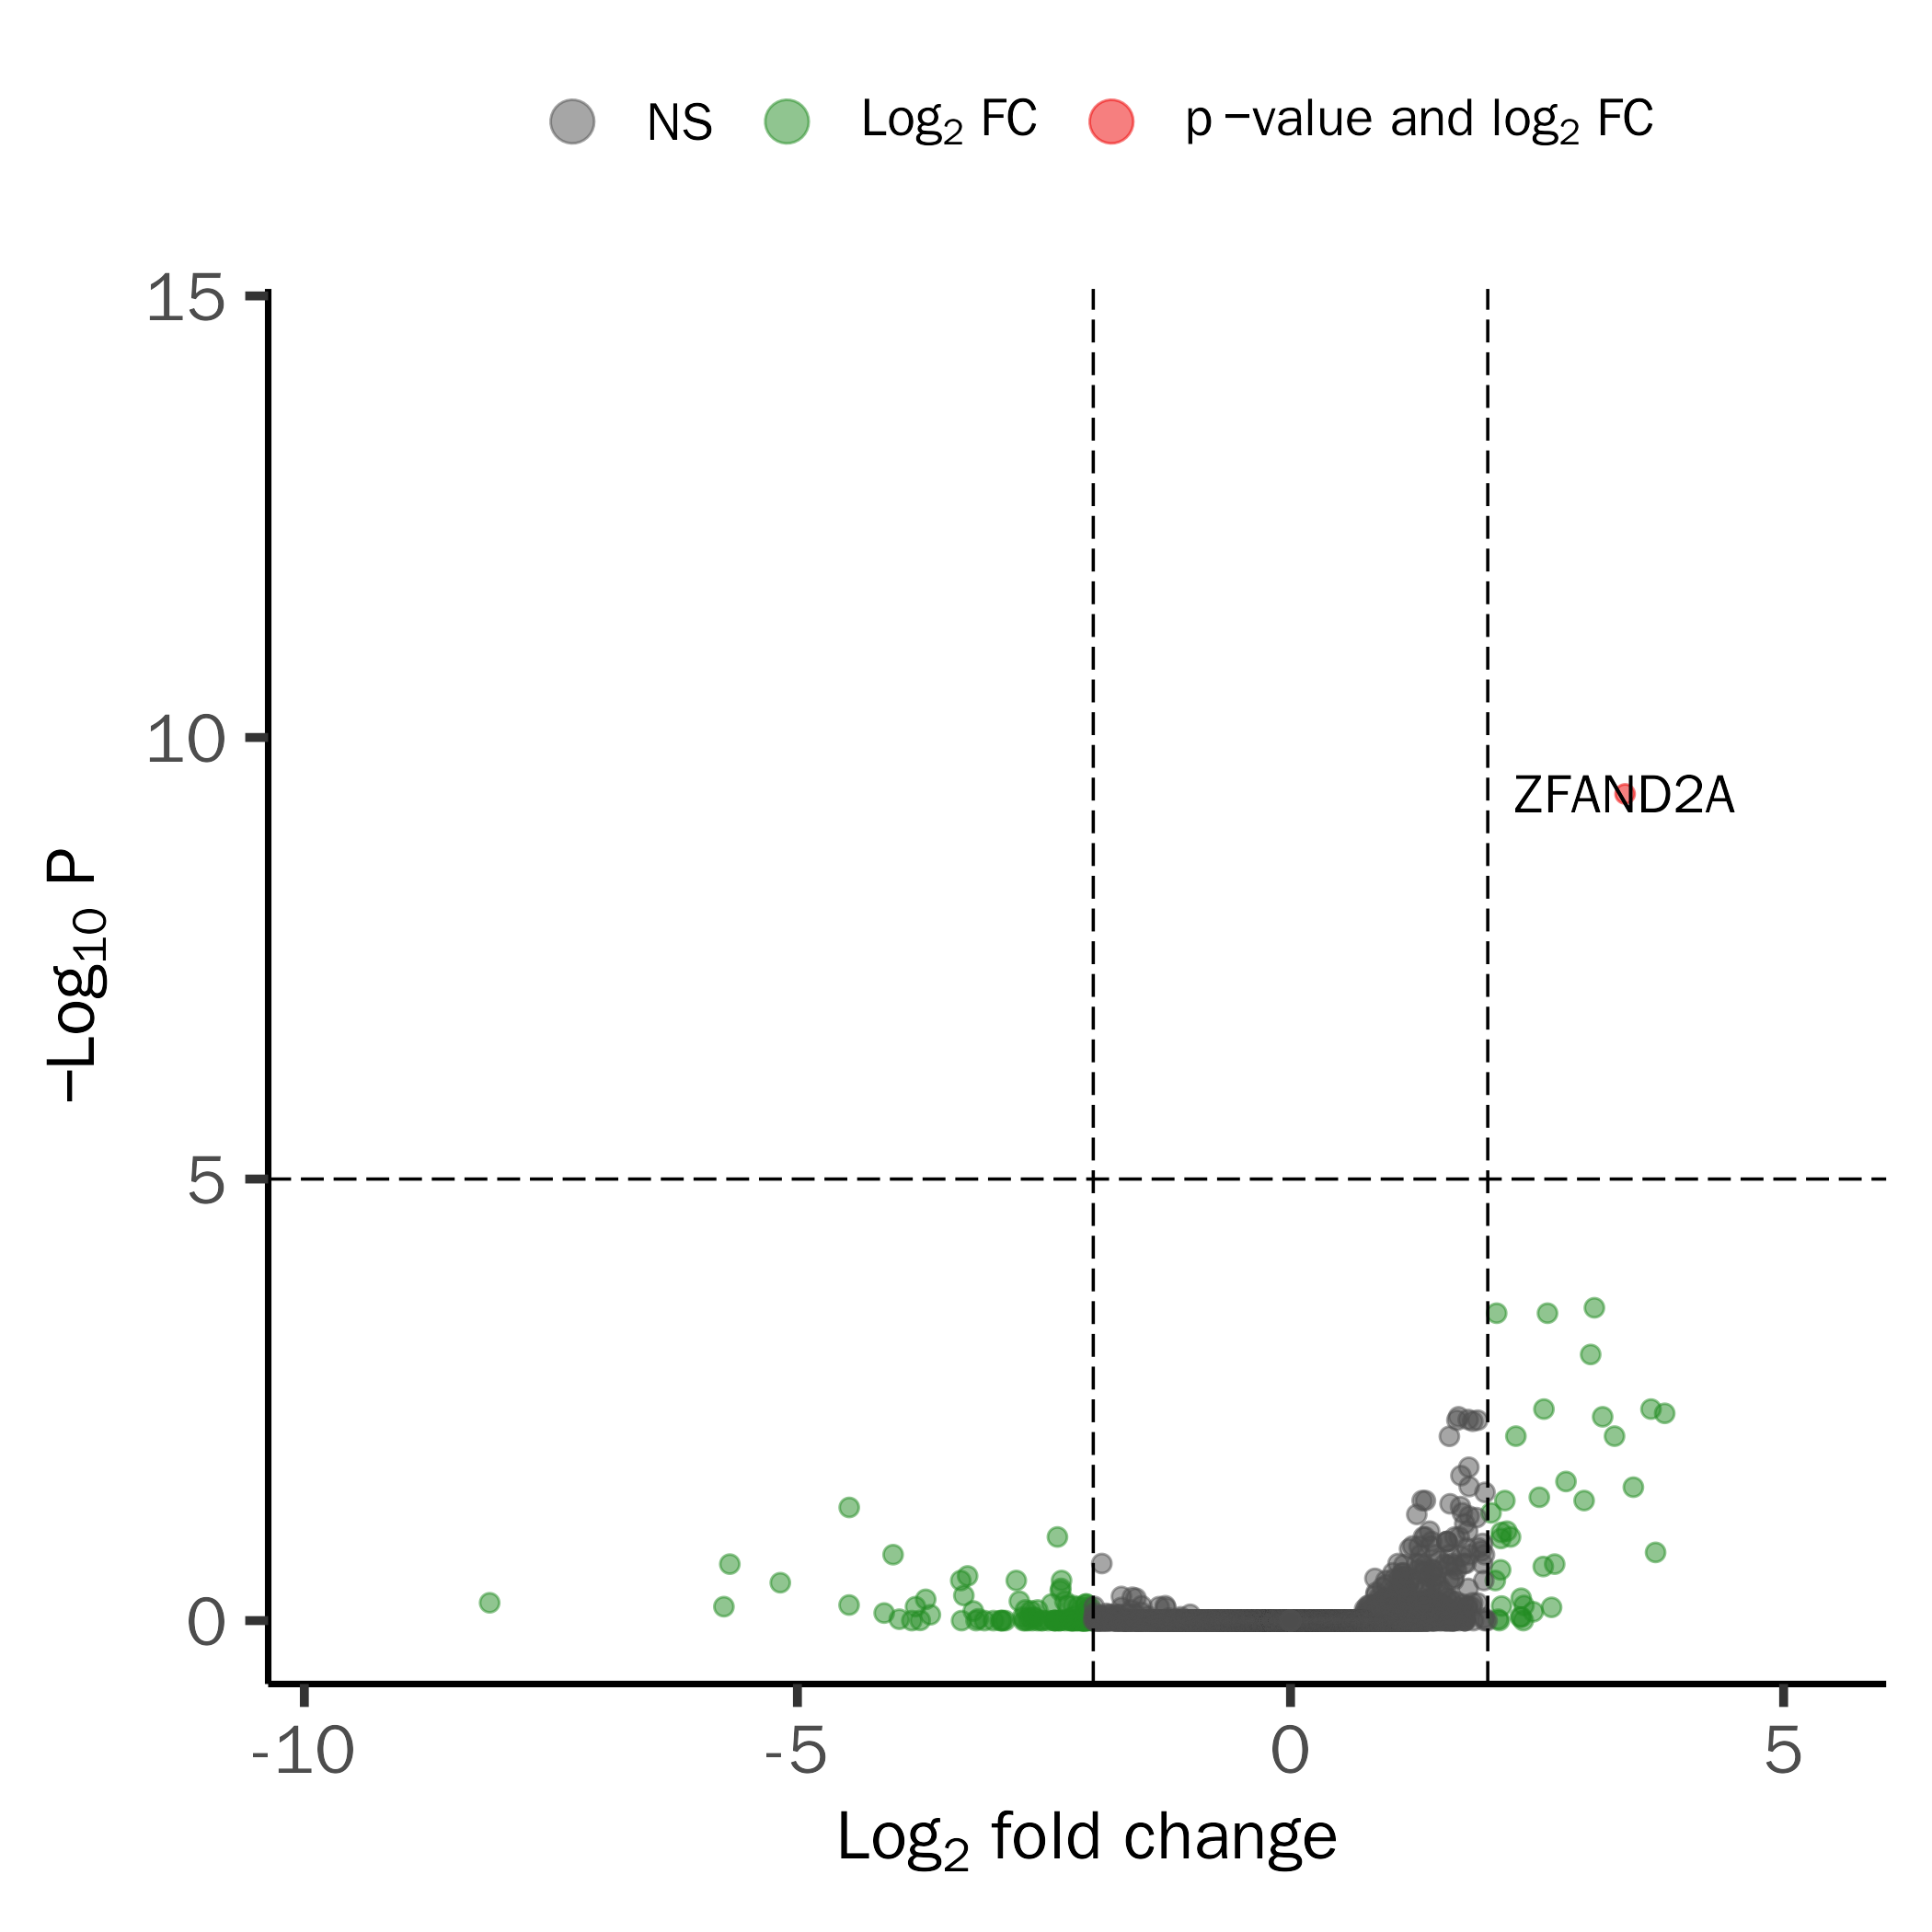 NS Log₂ FC p −value and log₂ FC
15
10
5
0
−Log₁₀ P
ZFAND2A
-10 -5 0 5
Log₂ fold change